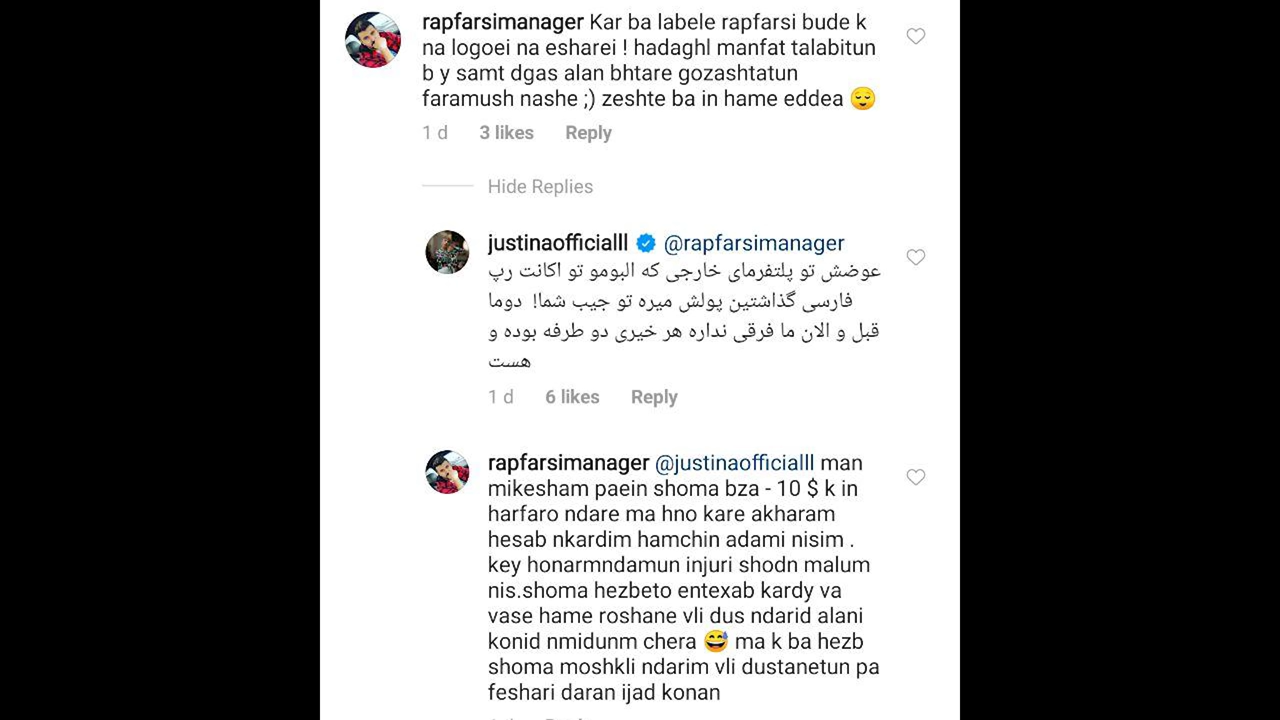 rapfarsimanager Kar ba labele rapfarsi bude k
na logoei na esharei ! hadaghl manfat talabitun
b y samt dgas alan bhtare gozashtatun
faramush nashe ;) zeshte ba in hame eddea 😌
1 d 3 likes Reply
Hide Replies
justinaofficialll @rapfarsimanager
عوضش تو پلتفرمای خارجی که البومو تو اکانت رپ
فارسی گذاشتین پولش میره تو جیب شما! دوما
قبل و الان ما فرقی نداره هر خیری دو طرفه بوده و
هست
1 d 6 likes Reply
rapfarsimanager @justinaofficialll man
mikesham paein shoma bza - 10 $ k in
harfaro ndare ma hno kare akharam
hesab nkardim hamchin adami nisim .
key honarmndamun injuri shodn malum
nis.shoma hezbeto entexab kardy va
vase hame roshane vli dus ndarid alani
konid nmidunm chera 😅 ma k ba hezb
shoma moshkli ndarim vli dustanetun pa
feshari daran ijad konan